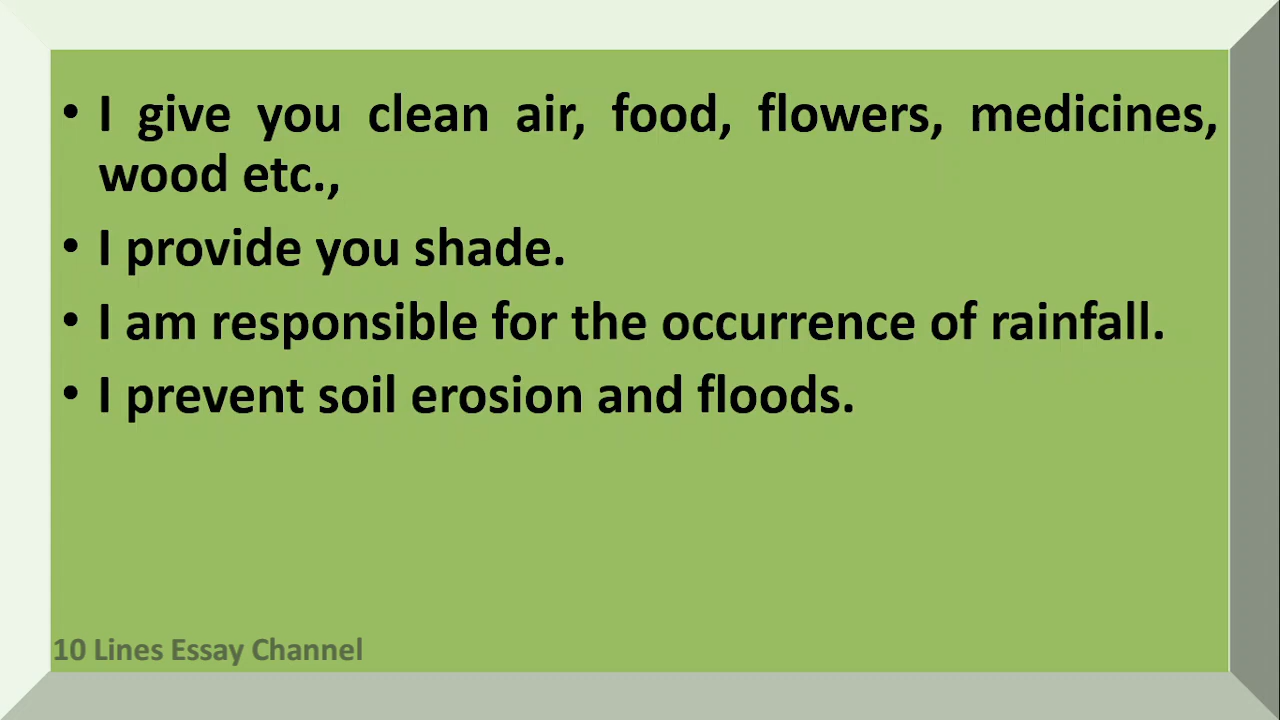 • I give you clean air, food, flowers, medicines,
wood etc.,
• I provide you shade.
• I am responsible for the occurrence of rainfall.
• I prevent soil erosion and floods.
10 Lines Essay Channel